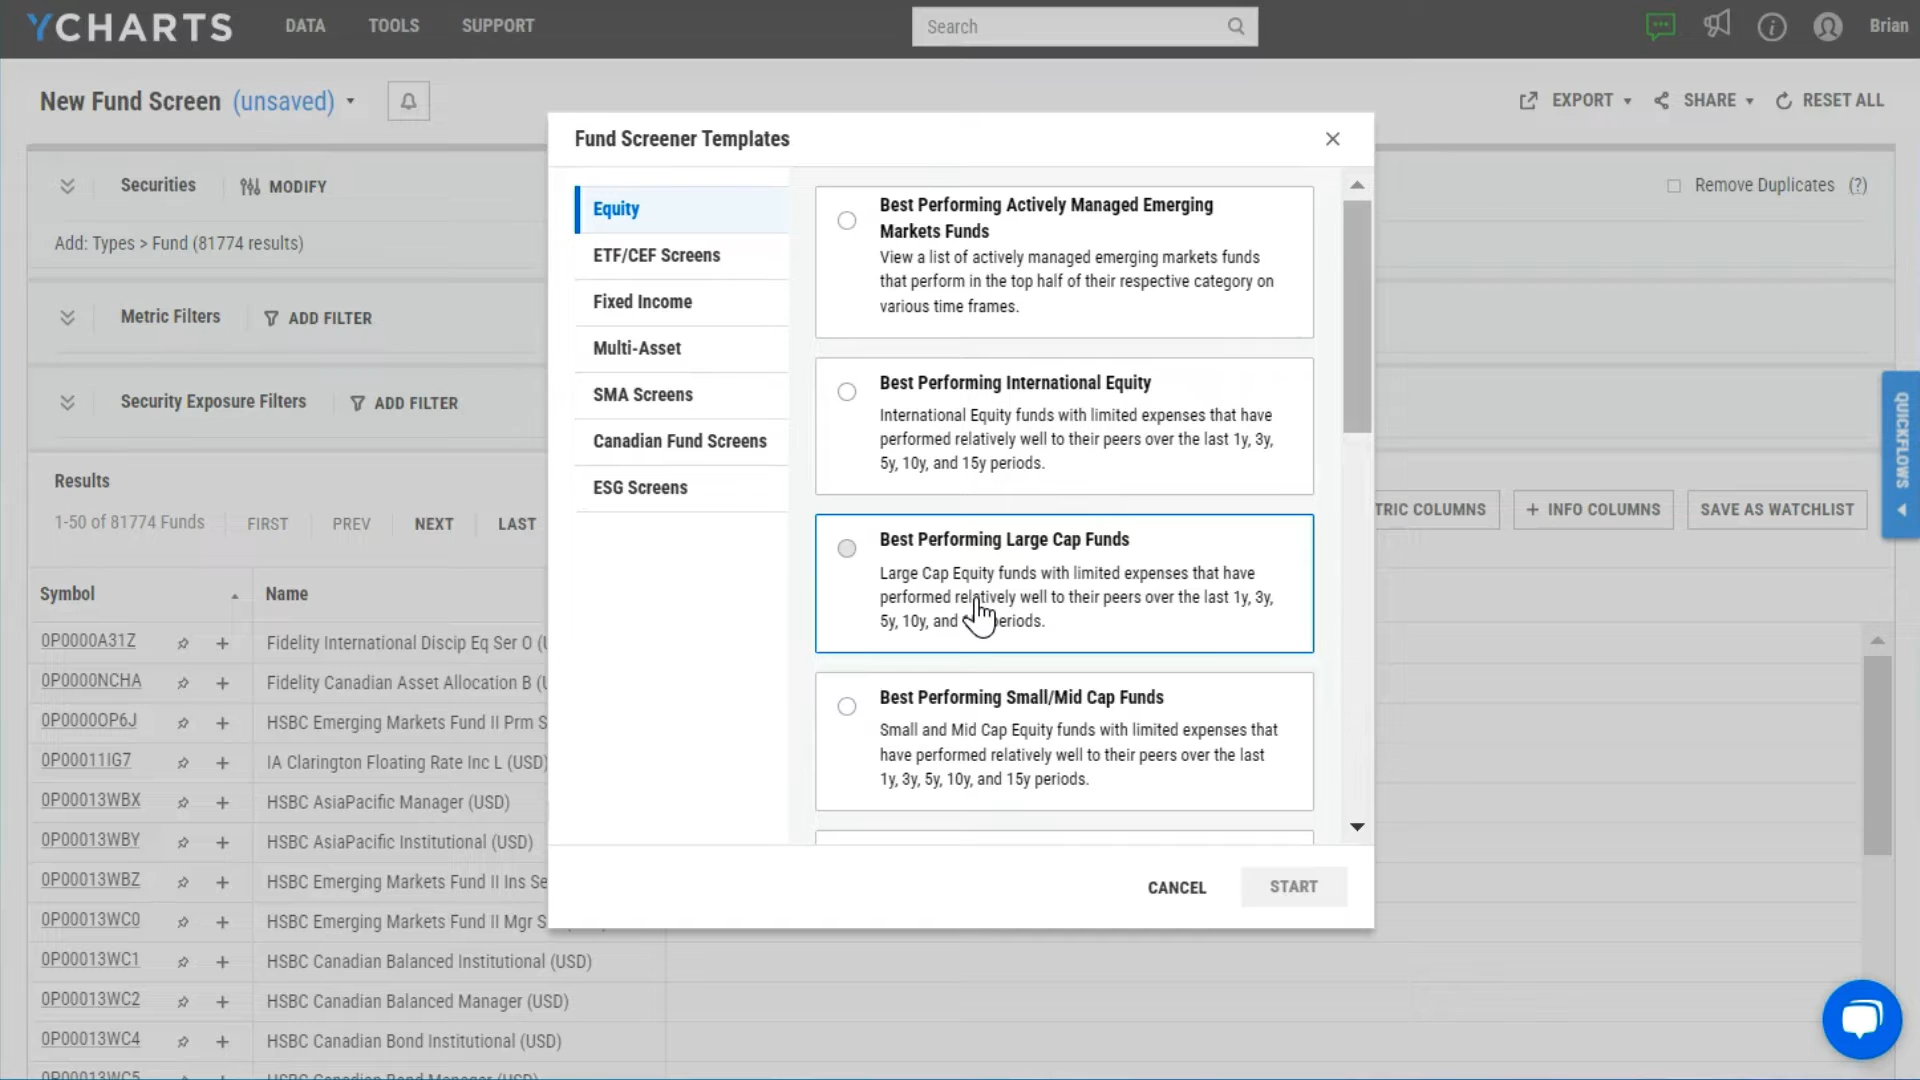 YCHARTS
DATA
TOOLS
SUPPORT
Search
Brian
New Fund Screen (unsaved)
EXPORT
SHARE
RESET ALL
Securities
MODIFY
Remove Duplicates (?)
Add: Types > Fund (81774 results)
Metric Filters
ADD FILTER
Security Exposure Filters
ADD FILTER
QUICKFLOWS
Results
1-50 of 81774 Funds
FIRST
PREV
NEXT
LAST
TRIC COLUMNS
+ INFO COLUMNS
SAVE AS WATCHLIST
Symbol
Name
0P0000A31Z
Fidelity International Discip Eq Ser O (U
0P0000NCHA
Fidelity Canadian Asset Allocation B (U
0P0000OP6J
HSBC Emerging Markets Fund II Prm S
0P00011IG7
IA Clarington Floating Rate Inc L (USD)
0P00013WBX
HSBC AsiaPacific Manager (USD)
0P00013WBY
HSBC AsiaPacific Institutional (USD)
0P00013WBZ
HSBC Emerging Markets Fund II Ins Se
0P00013WC0
HSBC Emerging Markets Fund II Mgr S
0P00013WC1
HSBC Canadian Balanced Institutional (USD)
0P00013WC2
HSBC Canadian Balanced Manager (USD)
0P00013WC4
HSBC Canadian Bond Institutional (USD)
0P00013WC5
HSBC Canadian Bond Manager (USD)
Fund Screener Templates
Equity
ETF/CEF Screens
Fixed Income
Multi-Asset
SMA Screens
Canadian Fund Screens
ESG Screens
Best Performing Actively Managed Emerging
Markets Funds
View a list of actively managed emerging markets funds
that perform in the top half of their respective category on
various time frames.
Best Performing International Equity
International Equity funds with limited expenses that have
performed relatively well to their peers over the last 1y, 3y,
5y, 10y, and 15y periods.
Best Performing Large Cap Funds
Large Cap Equity funds with limited expenses that have
performed relatively well to their peers over the last 1y, 3y,
5y, 10y, and eriods.
Best Performing Small/Mid Cap Funds
Small and Mid Cap Equity funds with limited expenses that
have performed relatively well to their peers over the last
1y, 3y, 5y, 10y, and 15y periods.
CANCEL
START